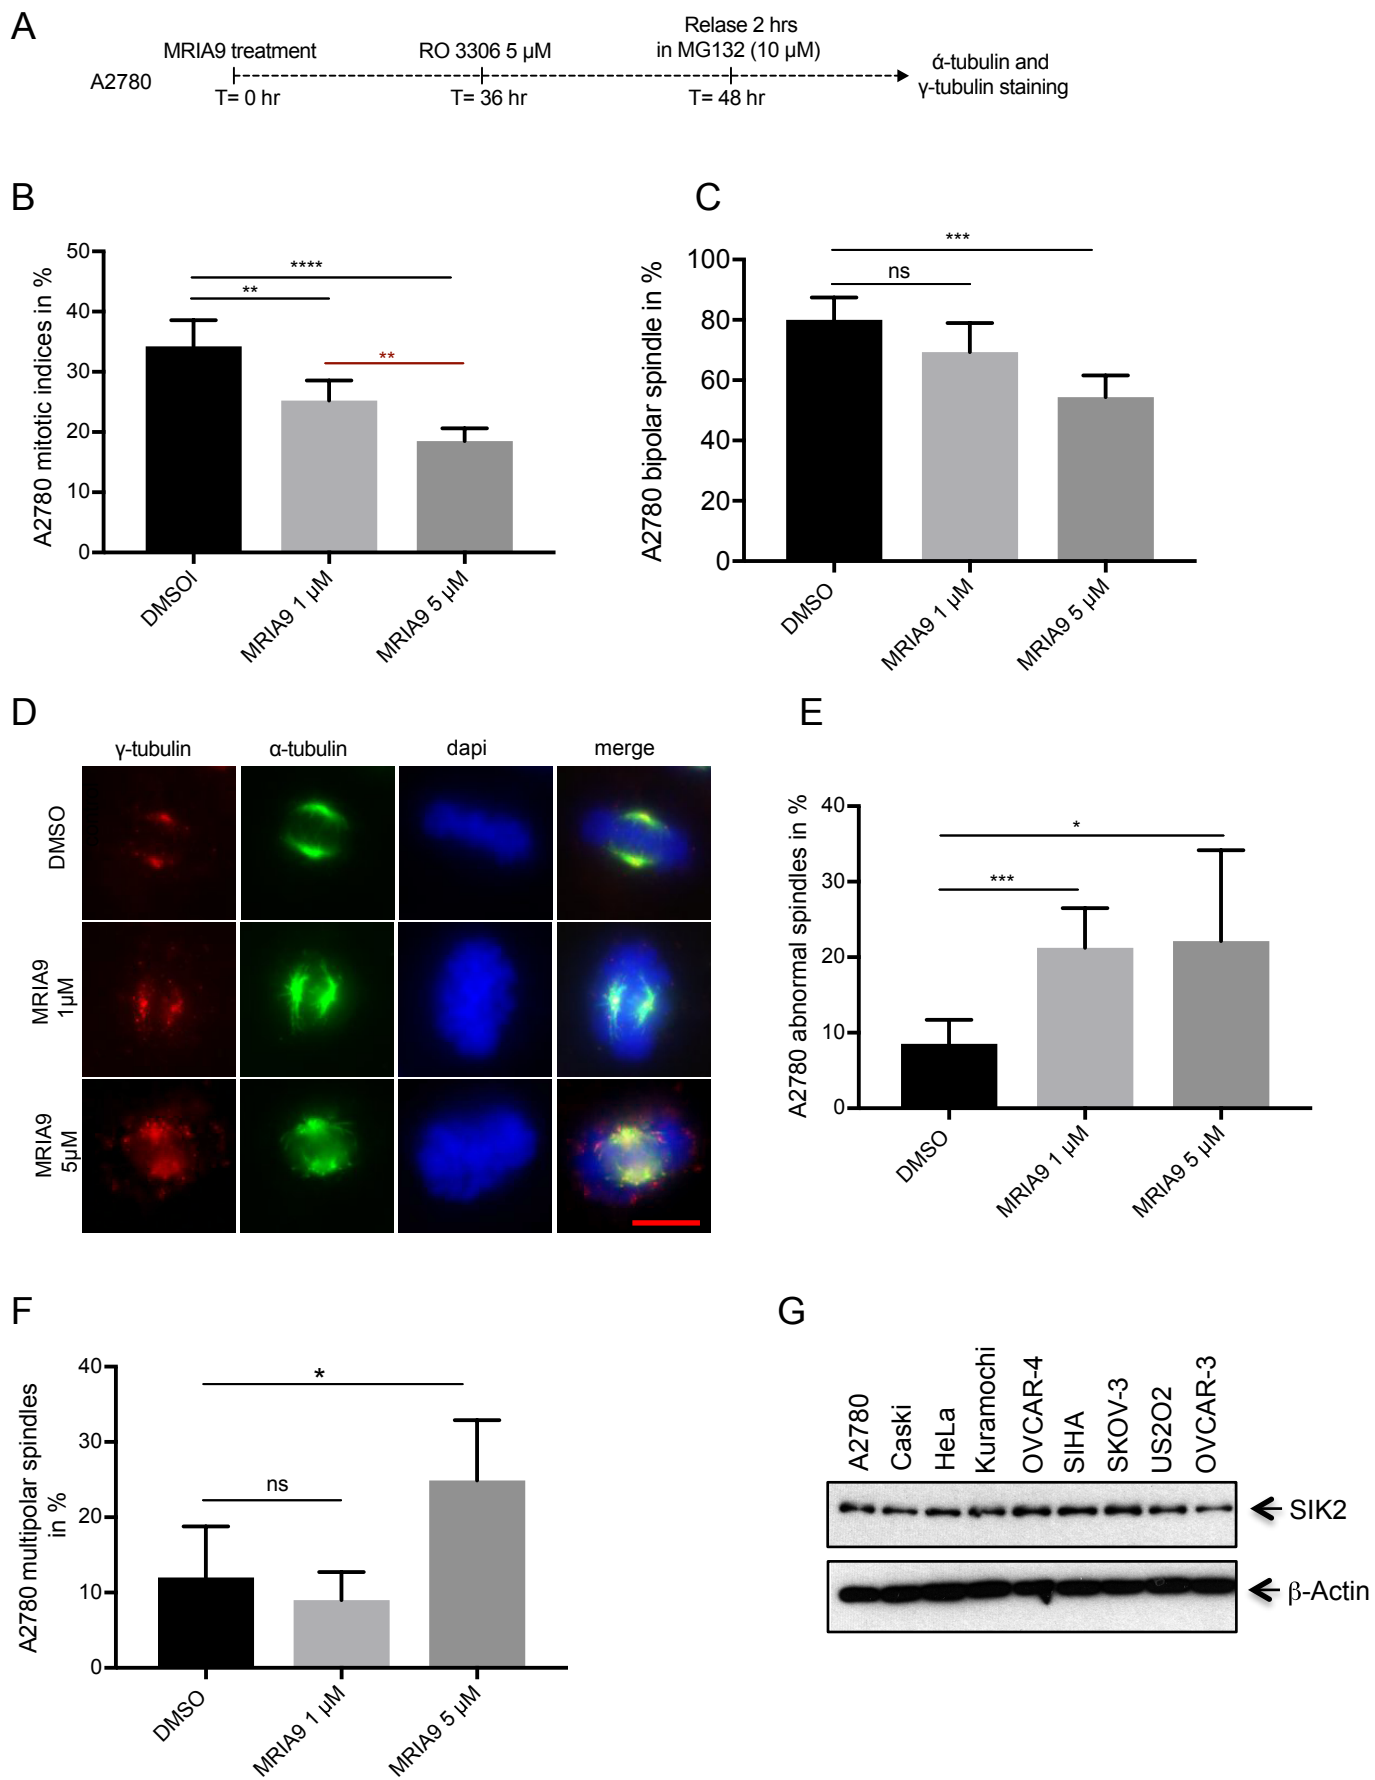 A
MRIA9 treatment
RO 3306 5 µM
Relase 2 hrs
in MG132 (10 µM)
A2780
T= 0 hr
T= 36 hr
T= 48 hr
ά-tubulin and
γ-tubulin staining
B
A2780 mitotic indices in %
50
40
30
20
10
0
****
**
**
DMSOI
MRIA9 1 µM
MRIA9 5 µM
C
A2780 bipolar spindle in %
100
80
60
40
20
0
***
ns
DMSO
MRIA9 1 µM
MRIA9 5 µM
D
γ-tubulin
α-tubulin
dapi
merge
DMSO
MRIA9
1µM
MRIA9
5µM
E
A2780 abnormal spindles in %
40
30
20
10
0
*
***
DMSO
MRIA9 1 µM
MRIA9 5 µM
F
A2780 multipolar spindles
in %
40
30
20
10
0
*
ns
DMSO
MRIA9 1 µM
MRIA9 5 µM
G
A2780
Caski
HeLa
Kuramochi
OVCAR-4
SIHA
SKOV-3
US2O2
OVCAR-3
SIK2
β-Actin